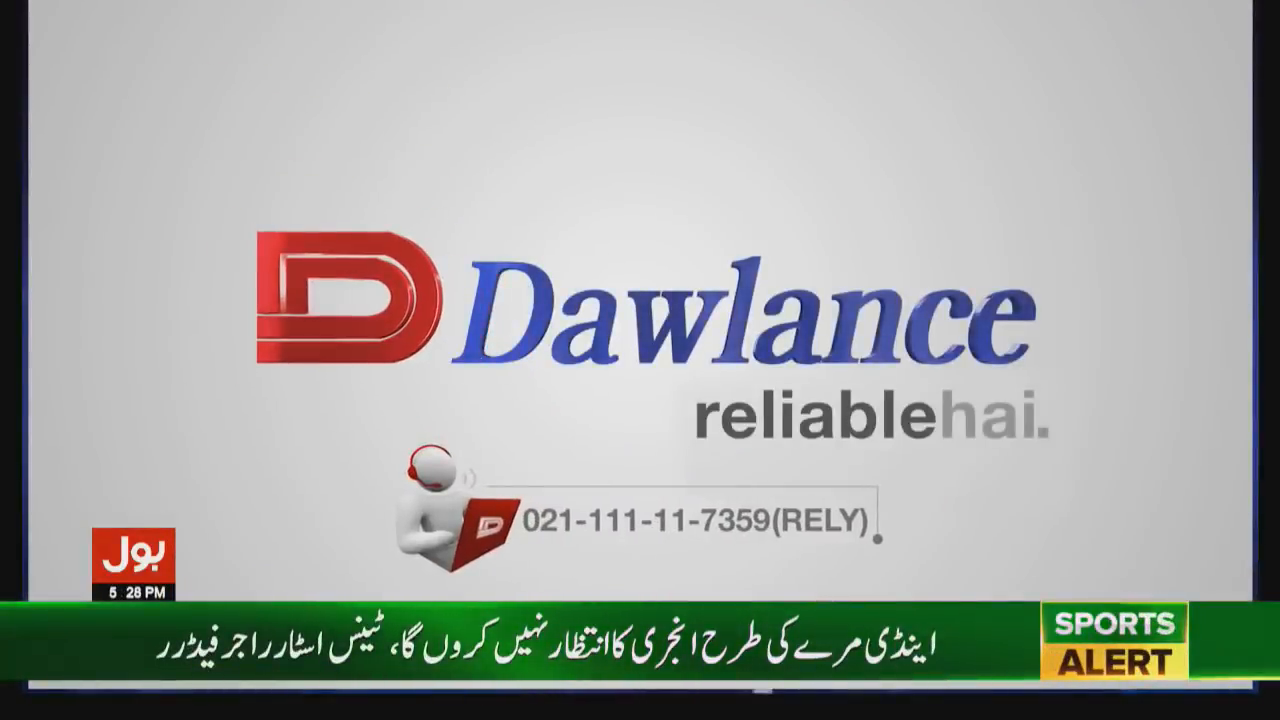 Dawlance
reliablehai.
021-111-11-7359(RELY)
بول
5 28 PM
اینڈی مرے کی طرح انجری کا انتظار نہیں کروں گا، ٹینس اسٹار راجر فیڈرر
SPORTS
ALERT